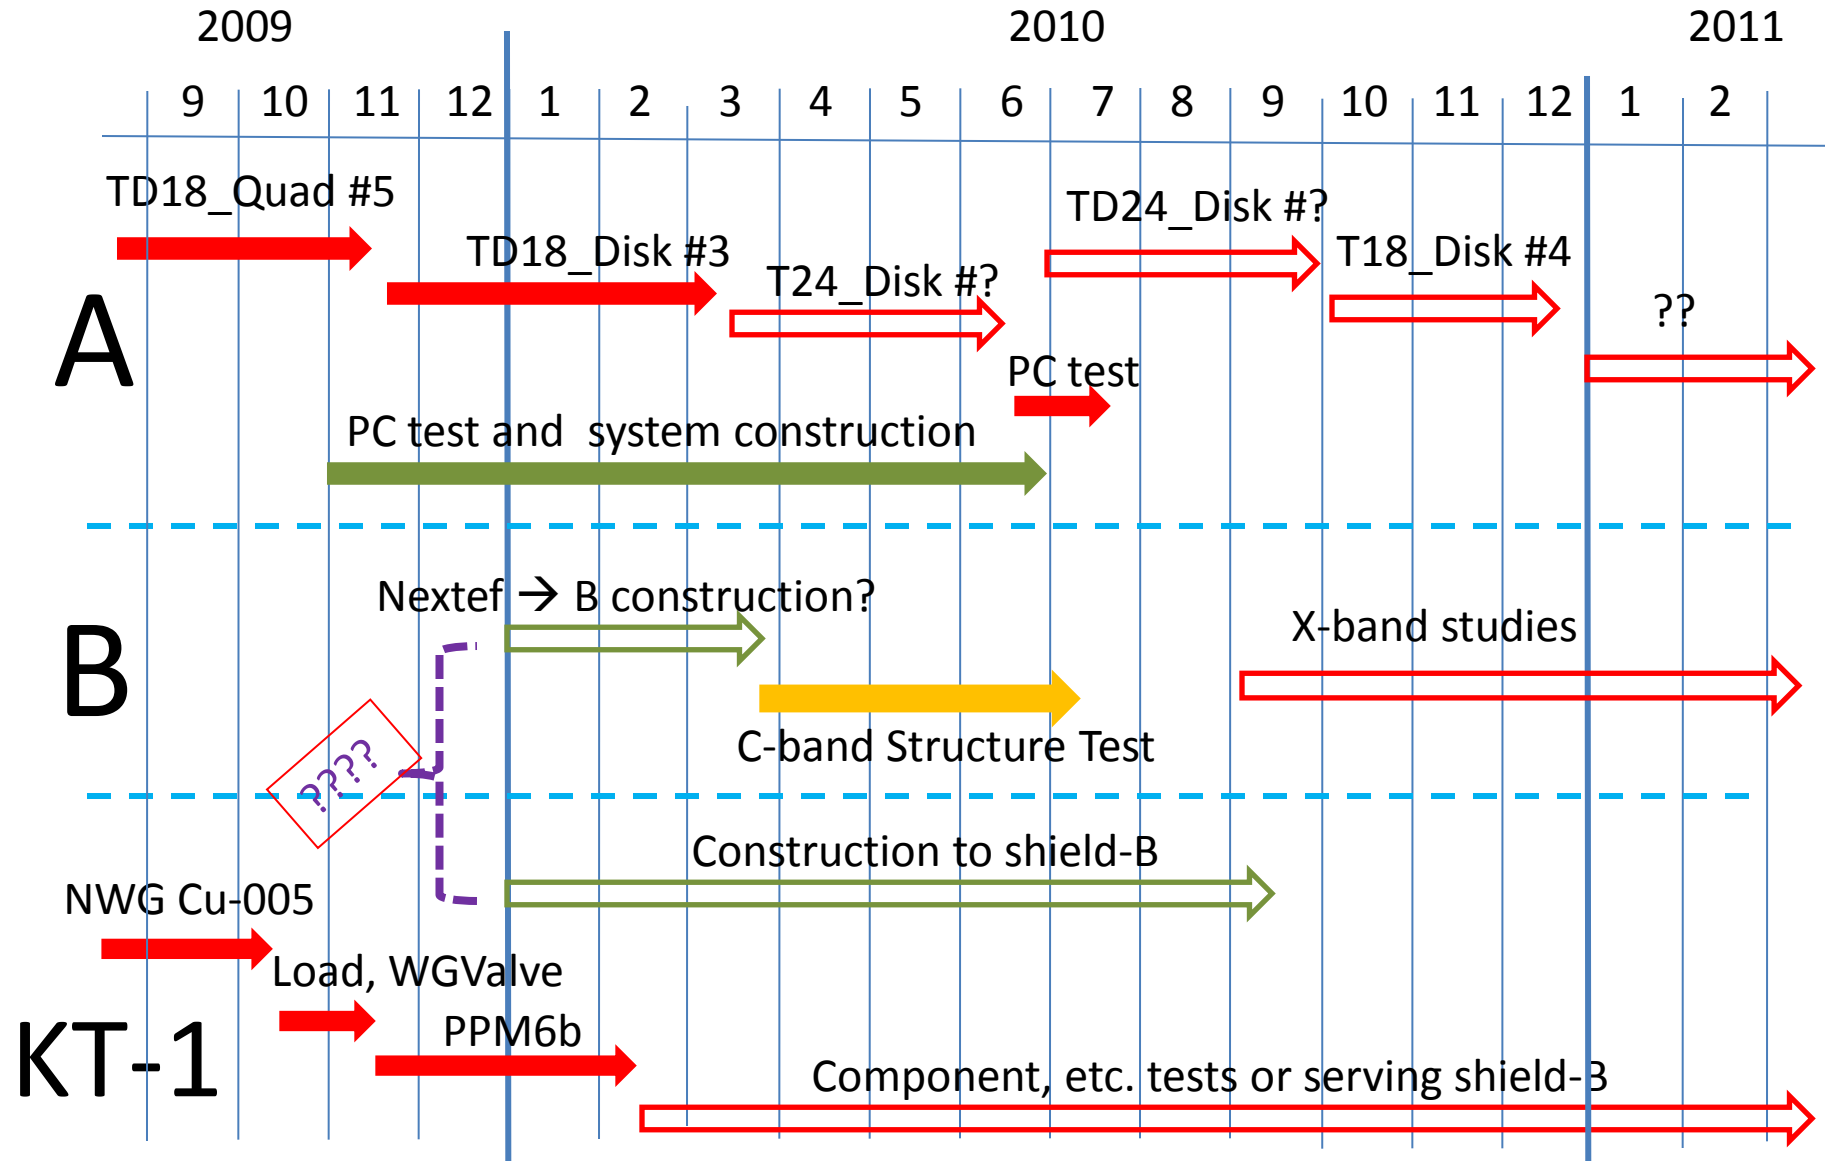 2009 2010 2011
9 10 11 12 1 2 3 4 5 6 7 8 9 10 11 12 1 2
TD18_Quad #5
TD24_Disk #?
TD18_Disk #3
T18_Disk #4
T24_Disk #?
??
A
PC test
PC test and system construction
Nextef → B construction?
X-band studies
B
C-band Structure Test
????
Construction to shield-B
NWG Cu-005
Load, WGValve
PPM6b
KT-1
Component, etc. tests or serving shield-B